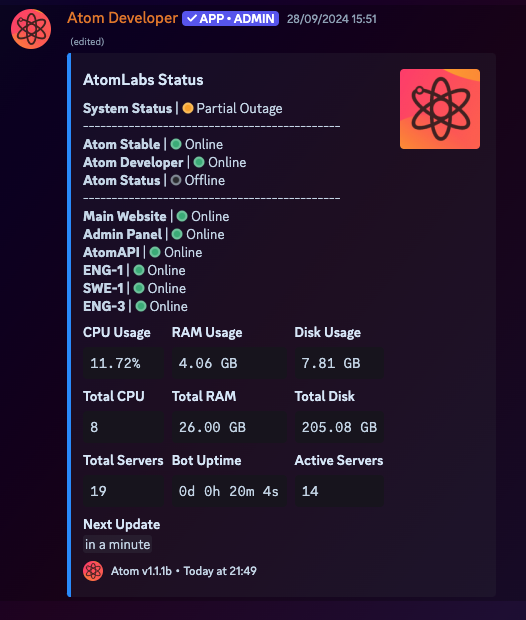 Atom Developer ✓ APP • ADMIN 28/09/2024 15:51
(edited)
AtomLabs Status
System Status | Partial Outage
--------------------------------------------
Atom Stable | Online
Atom Developer | Online
Atom Status | Offline
--------------------------------------------
Main Website | Online
Admin Panel | Online
AtomAPI | Online
ENG-1 | Online
SWE-1 | Online
ENG-3 | Online
CPU Usage RAM Usage Disk Usage
11.72% 4.06 GB 7.81 GB
Total CPU Total RAM Total Disk
8 26.00 GB 205.08 GB
Total Servers Bot Uptime Active Servers
19 0d 0h 20m 4s 14
Next Update
in a minute
Atom v1.1.1b • Today at 21:49